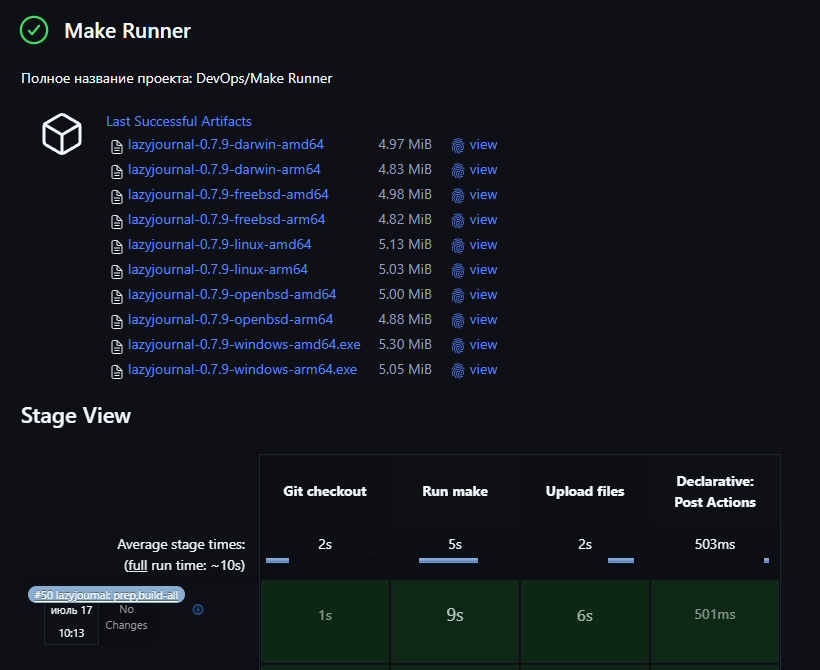 Make Runner
Полное название проекта: DevOps/Make Runner
Last Successful Artifacts
lazyjournal-0.7.9-darwin-amd64 4.97 MiB view
lazyjournal-0.7.9-darwin-arm64 4.83 MiB view
lazyjournal-0.7.9-freebsd-amd64 4.98 MiB view
lazyjournal-0.7.9-freebsd-arm64 4.82 MiB view
lazyjournal-0.7.9-linux-amd64 5.13 MiB view
lazyjournal-0.7.9-linux-arm64 5.03 MiB view
lazyjournal-0.7.9-openbsd-amd64 5.00 MiB view
lazyjournal-0.7.9-openbsd-arm64 4.88 MiB view
lazyjournal-0.7.9-windows-amd64.exe 5.30 MiB view
lazyjournal-0.7.9-windows-arm64.exe 5.05 MiB view
Stage View
Git checkout Run make Upload files Declarative: Post Actions
Average stage times: 2s 5s 2s 503ms
(full run time: ~10s)
#50 lazyjournal: prep,build-all
июль 17 No
Changes
10:13
1s 9s 6s 501ms